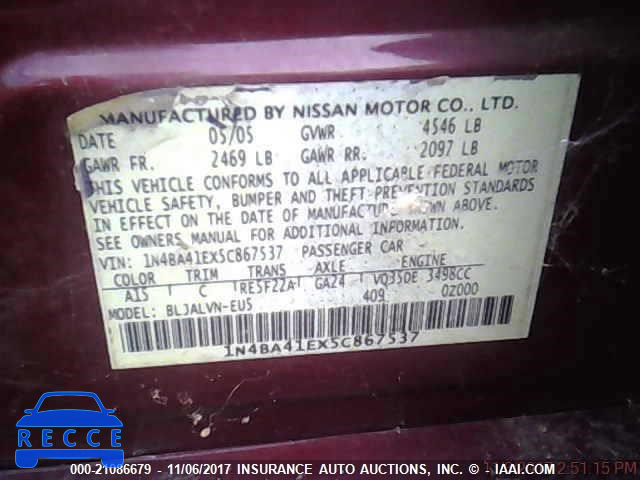 MANUFACTURED BY NISSAN MOTOR CO., LTD.
DATE 05/05 GVWR 4546 LB
GAWR FR. 2469 LB GAWR RR. 2097 LB
THIS VEHICLE CONFORMS TO ALL APPLICABLE FEDERAL MOTOR
VEHICLE SAFETY, BUMPER AND THEFT PREVENTION STANDARDS
IN EFFECT ON THE DATE OF MANUFACTURE SHOWN ABOVE.
SEE OWNERS MANUAL FOR ADDITIONAL INFORMATION.
VIN: 1N4BA41EX5C867537 PASSENGER CAR
COLOR TRIM TRANS AXLE ENGINE
A15 C RE5F22A GA24 VQ35DE 3498CC
MODEL: BLJALVN-EU5 409 0Z000
1N4BA41EX5C867537
RECCE
000-21086679 - 11/06/2017 INSURANCE AUTO AUCTIONS, INC. - © - IAAI.COM
2:51:15 PM